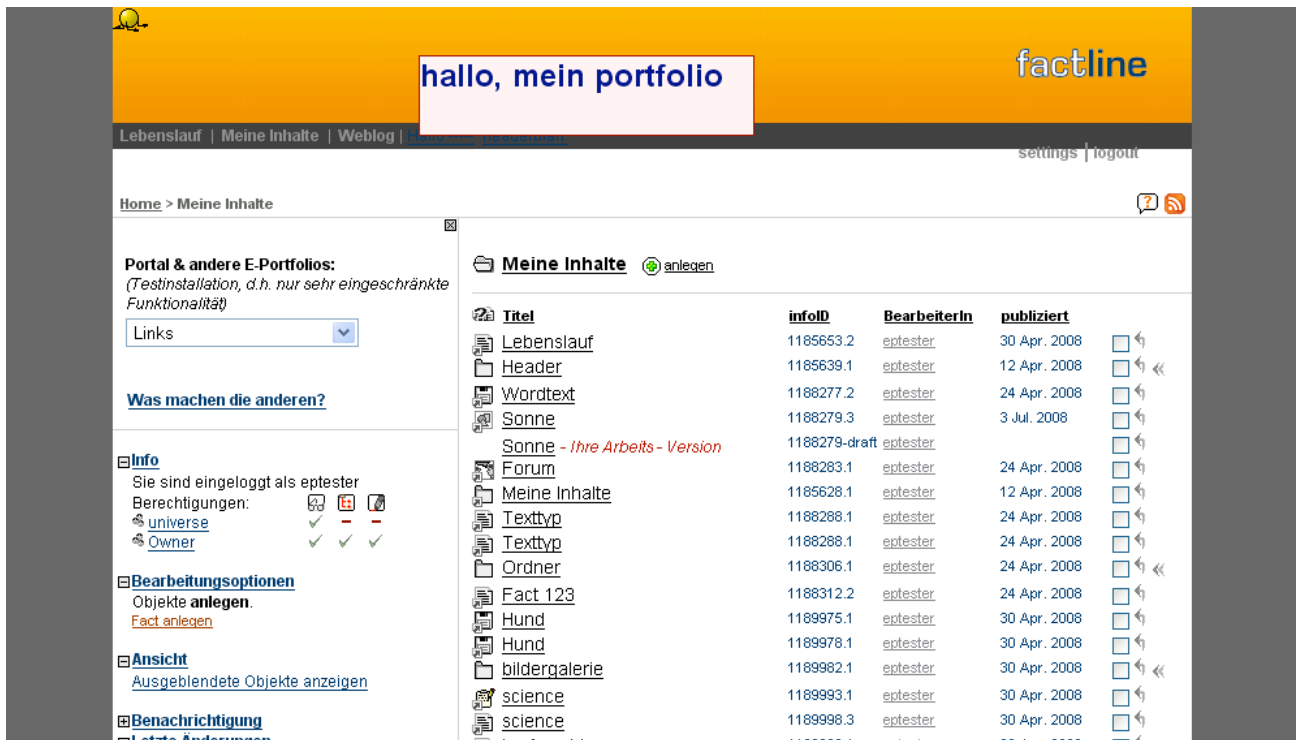 hallo, mein portfolio
factline
Lebenslauf | Meine Inhalte | Weblog |
settings | logout
Home > Meine Inhalte
Portal & andere E-Portfolios:
(Testinstallation, d.h. nur sehr eingeschränkte
Funktionalität)
Links
Was machen die anderen?
Info
Sie sind eingeloggt als eptester
Berechtigungen:
universe
Owner
Bearbeitungsoptionen
Objekte anlegen.
Fact anlegen
Ansicht
Ausgeblendete Objekte anzeigen
Benachrichtigung
Letzte Änderungen
Meine Inhalte anlegen
Titel infoID BearbeiterIn publiziert
Lebenslauf 1185653.2 eptester 30 Apr. 2008
Header 1185639.1 eptester 12 Apr. 2008
Wordtext 1188277.2 eptester 24 Apr. 2008
Sonne 1188279.3 eptester 3 Jul. 2008
Sonne - Ihre Arbeits - Version 1188279-draft eptester
Forum 1188283.1 eptester 24 Apr. 2008
Meine Inhalte 1185628.1 eptester 12 Apr. 2008
Texttyp 1188288.1 eptester 24 Apr. 2008
Texttyp 1188288.1 eptester 24 Apr. 2008
Ordner 1188306.1 eptester 24 Apr. 2008
Fact 123 1188312.2 eptester 24 Apr. 2008
Hund 1189975.1 eptester 30 Apr. 2008
Hund 1189978.1 eptester 30 Apr. 2008
bildergalerie 1189982.1 eptester 30 Apr. 2008
science 1189993.1 eptester 30 Apr. 2008
science 1189998.3 eptester 30 Apr. 2008